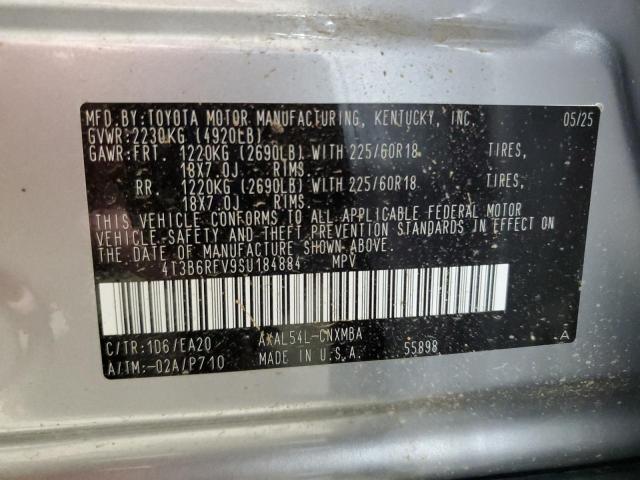 MFD.BY:TOYOTA MOTOR MANUFACTURING, KENTUCKY, INC. 05/25
GVWR:2230KG (4920LB)
GAWR:FRT. 1220KG (2690LB) WITH 225/60R18 TIRES,
18X7.0J RIMS.
RR. 1220KG (2690LB) WITH 225/60R18 TIRES,
18X7.0J RIMS.
THIS VEHICLE CONFORMS TO ALL APPLICABLE FEDERAL MOTOR
VEHICLE SAFETY AND THEFT PREVENTION STANDARDS IN EFFECT ON
THE DATE OF MANUFACTURE SHOWN ABOVE.
4T3B6RFV9SU184884 MPV
C/TR:1D6/EA20 AXAL54L-CNXMBA
A/TM:-02A/P710 MADE IN U.S.A. 55898 A